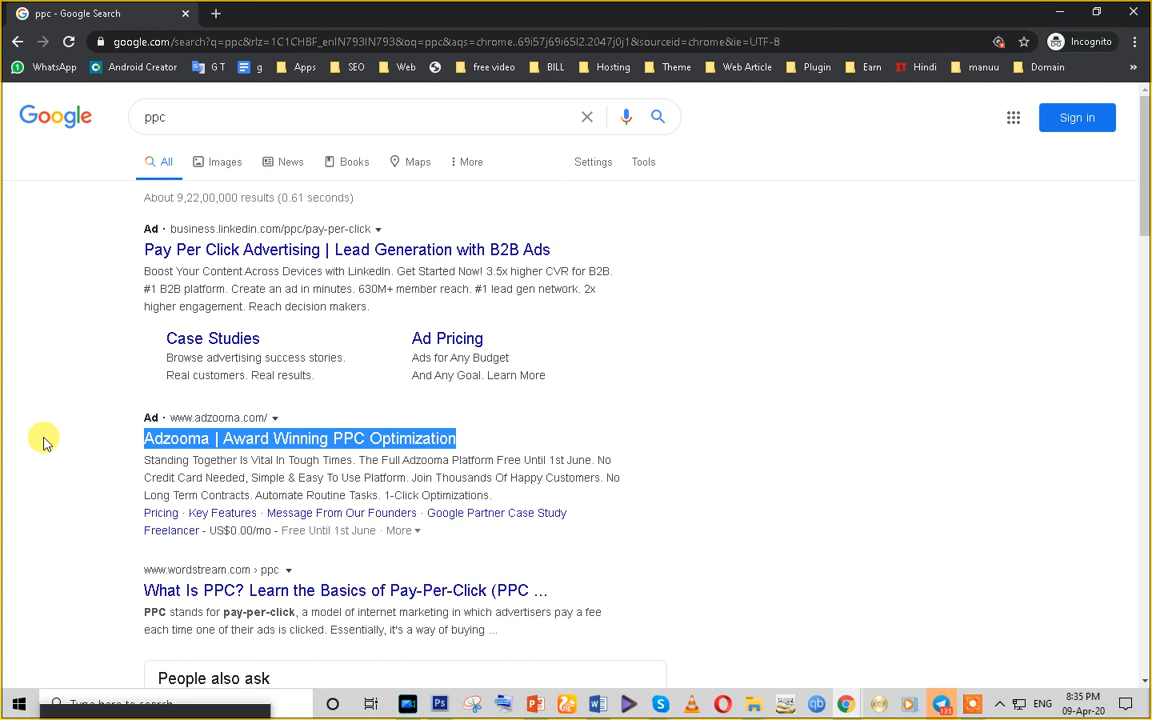 ppc - Google Search
google.com/search?q=ppc&rlz=1C1CHBF_enIN793IN793&oq=ppc&aqs=chrome..69i57j69i65l2.2047j0j1&sourceid=chrome&ie=UTF-8
Incognito
WhatsApp Android Creator G T g Apps SEO Web free video BILL Hosting Theme Web Article Plugin Earn Hindi manuu Domain »
Google
ppc
Sign in
All Images News Books Maps More Settings Tools
About 9,22,00,000 results (0.61 seconds)
Ad · business.linkedin.com/ppc/pay-per-click
Pay Per Click Advertising | Lead Generation with B2B Ads
Boost Your Content Across Devices with LinkedIn. Get Started Now! 3.5x higher CVR for B2B.
#1 B2B platform. Create an ad in minutes. 630M+ member reach. #1 lead gen network. 2x
higher engagement. Reach decision makers.
Case Studies Ad Pricing
Browse advertising success stories. Ads for Any Budget
Real customers. Real results. And Any Goal. Learn More
Ad · www.adzooma.com/
Adzooma | Award Winning PPC Optimization
Standing Together Is Vital In Tough Times. The Full Adzooma Platform Free Until 1st June. No
Credit Card Needed, Simple & Easy To Use Platform. Join Thousands Of Happy Customers. No
Long Term Contracts. Automate Routine Tasks. 1-Click Optimizations.
Pricing · Key Features · Message From Our Founders · Google Partner Case Study
Freelancer - US$0.00/mo - Free Until 1st June · More
www.wordstream.com › ppc
What Is PPC? Learn the Basics of Pay-Per-Click (PPC ...
PPC stands for pay-per-click, a model of internet marketing in which advertisers pay a fee
each time one of their ads is clicked. Essentially, it's a way of buying ...
People also ask
Type here to search
ENG
8:35 PM
09-Apr-20